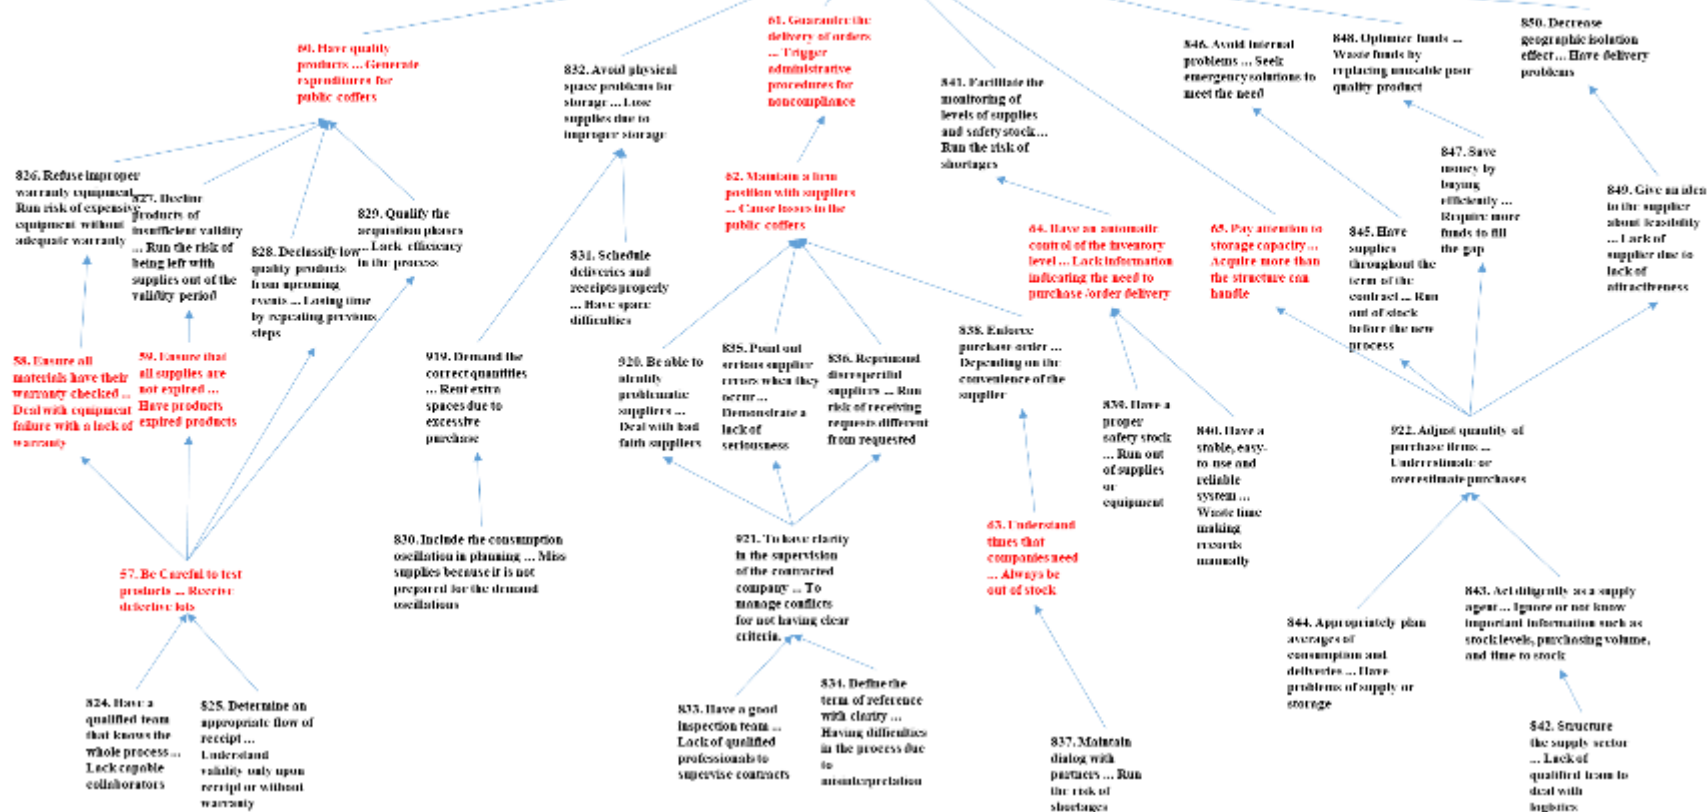 60. Have quality
products ... Generate
expenditures for
public coffers
832. Avoid physical
space problems for
storage ... Lose
supplies due to
improper storage
61. Guarantee the
delivery of orders
... Trigger
administrative
procedures for
noncompliance
841. Facilitate the
monitoring of
levels of supplies
and safety stock ...
Run the risk of
shortages
846. Avoid internal
problems ... Seek
emergency solutions to
meet the need
848. Optimize funds ...
Waste funds by
replacing unusable poor
quality product
850. Decrease
geographic isolation
effect ... Have delivery
problems
826. Refuse improper
warranty equipment
Run risk of expensive
equipment without
adequate warranty
827. Decline
products of
insufficient validity
... Run the risk of
being left with
supplies out of the
validity period
828. Declassify low
quality products
from upcoming
events ... Losing time
by repeating previous
steps
829. Qualify the
acquisition phases
... Lack efficiency
in the process
831. Schedule
deliveries and
receipts properly
... Have space
difficulties
62. Maintain a firm
position with suppliers
... Cause losses in the
public coffers
64. Have an automatic
control of the inventory
level ... Lack information
indicating the need to
purchase /order delivery
65. Pay attention to
storage capacity ...
Acquire more than
the structure can
handle
845. Have
supplies
throughout the
term of the
contract ... Run
out of stock
before the new
process
847. Save
money by
buying
efficiently ...
Require more
funds to fill
the gap
849. Give an idea
to the supplier
about feasibility
... Lack of
supplier due to
lack of
attractiveness
58. Ensure all
materials have their
warranty checked ...
Deal with equipment
failure with a lack of
warranty
59. Ensure that
all supplies are
not expired ...
Have products
expired products
919. Demand the
correct quantities
... Rent extra
spaces due to
excessive
purchase
920. Be able to
identify
problematic
suppliers ...
Deal with bad
faith suppliers
835. Point out
serious supplier
errors when they
occur ...
Demonstrate a
lack of
seriousness
836. Reprimand
disrespectful
suppliers ... Run
risk of receiving
requests different
from requested
838. Enforce
purchase order ...
Depending on the
convenience of the
supplier
839. Have a
proper
safety stock
... Run out
of supplies
or
equipment
840. Have a
stable, easy-
to-use and
reliable
system ...
Waste time
making
records
manually
922. Adjust quantity of
purchase items ...
Underestimate or
overestimate purchases
57. Be Careful to test
products ... Receive
defective lots
830. Include the consumption
oscillation in planning ... Miss
supplies because it is not
prepared for the demand
oscillations
921. To have clarity
in the supervision
of the contracted
company ... To
manage conflicts
for not having clear
criteria.
63. Understand
times that
companies need
... Always be
out of stock
844. Appropriately plan
averages of
consumption and
deliveries ... Have
problems of supply or
storage
843. Act diligently as a supply
agent ... Ignore or not know
important information such as
stock levels, purchasing volume,
and time to stock
824. Have a
qualified team
that knows the
whole process ...
Lack capable
collaborators
825. Determine an
appropriate flow of
receipt ...
Understand
validity only upon
receipt or without
warranty
833. Have a good
inspection team ...
Lack of qualified
professionals to
supervise contracts
834. Define the
term of reference
with clarity ...
Having difficulties
in the process due
to
misinterpretation
837. Maintain
dialog with
partners ... Run
the risk of
shortages
842. Structure
the supply sector
... Lack of
qualified team to
deal with
logistics